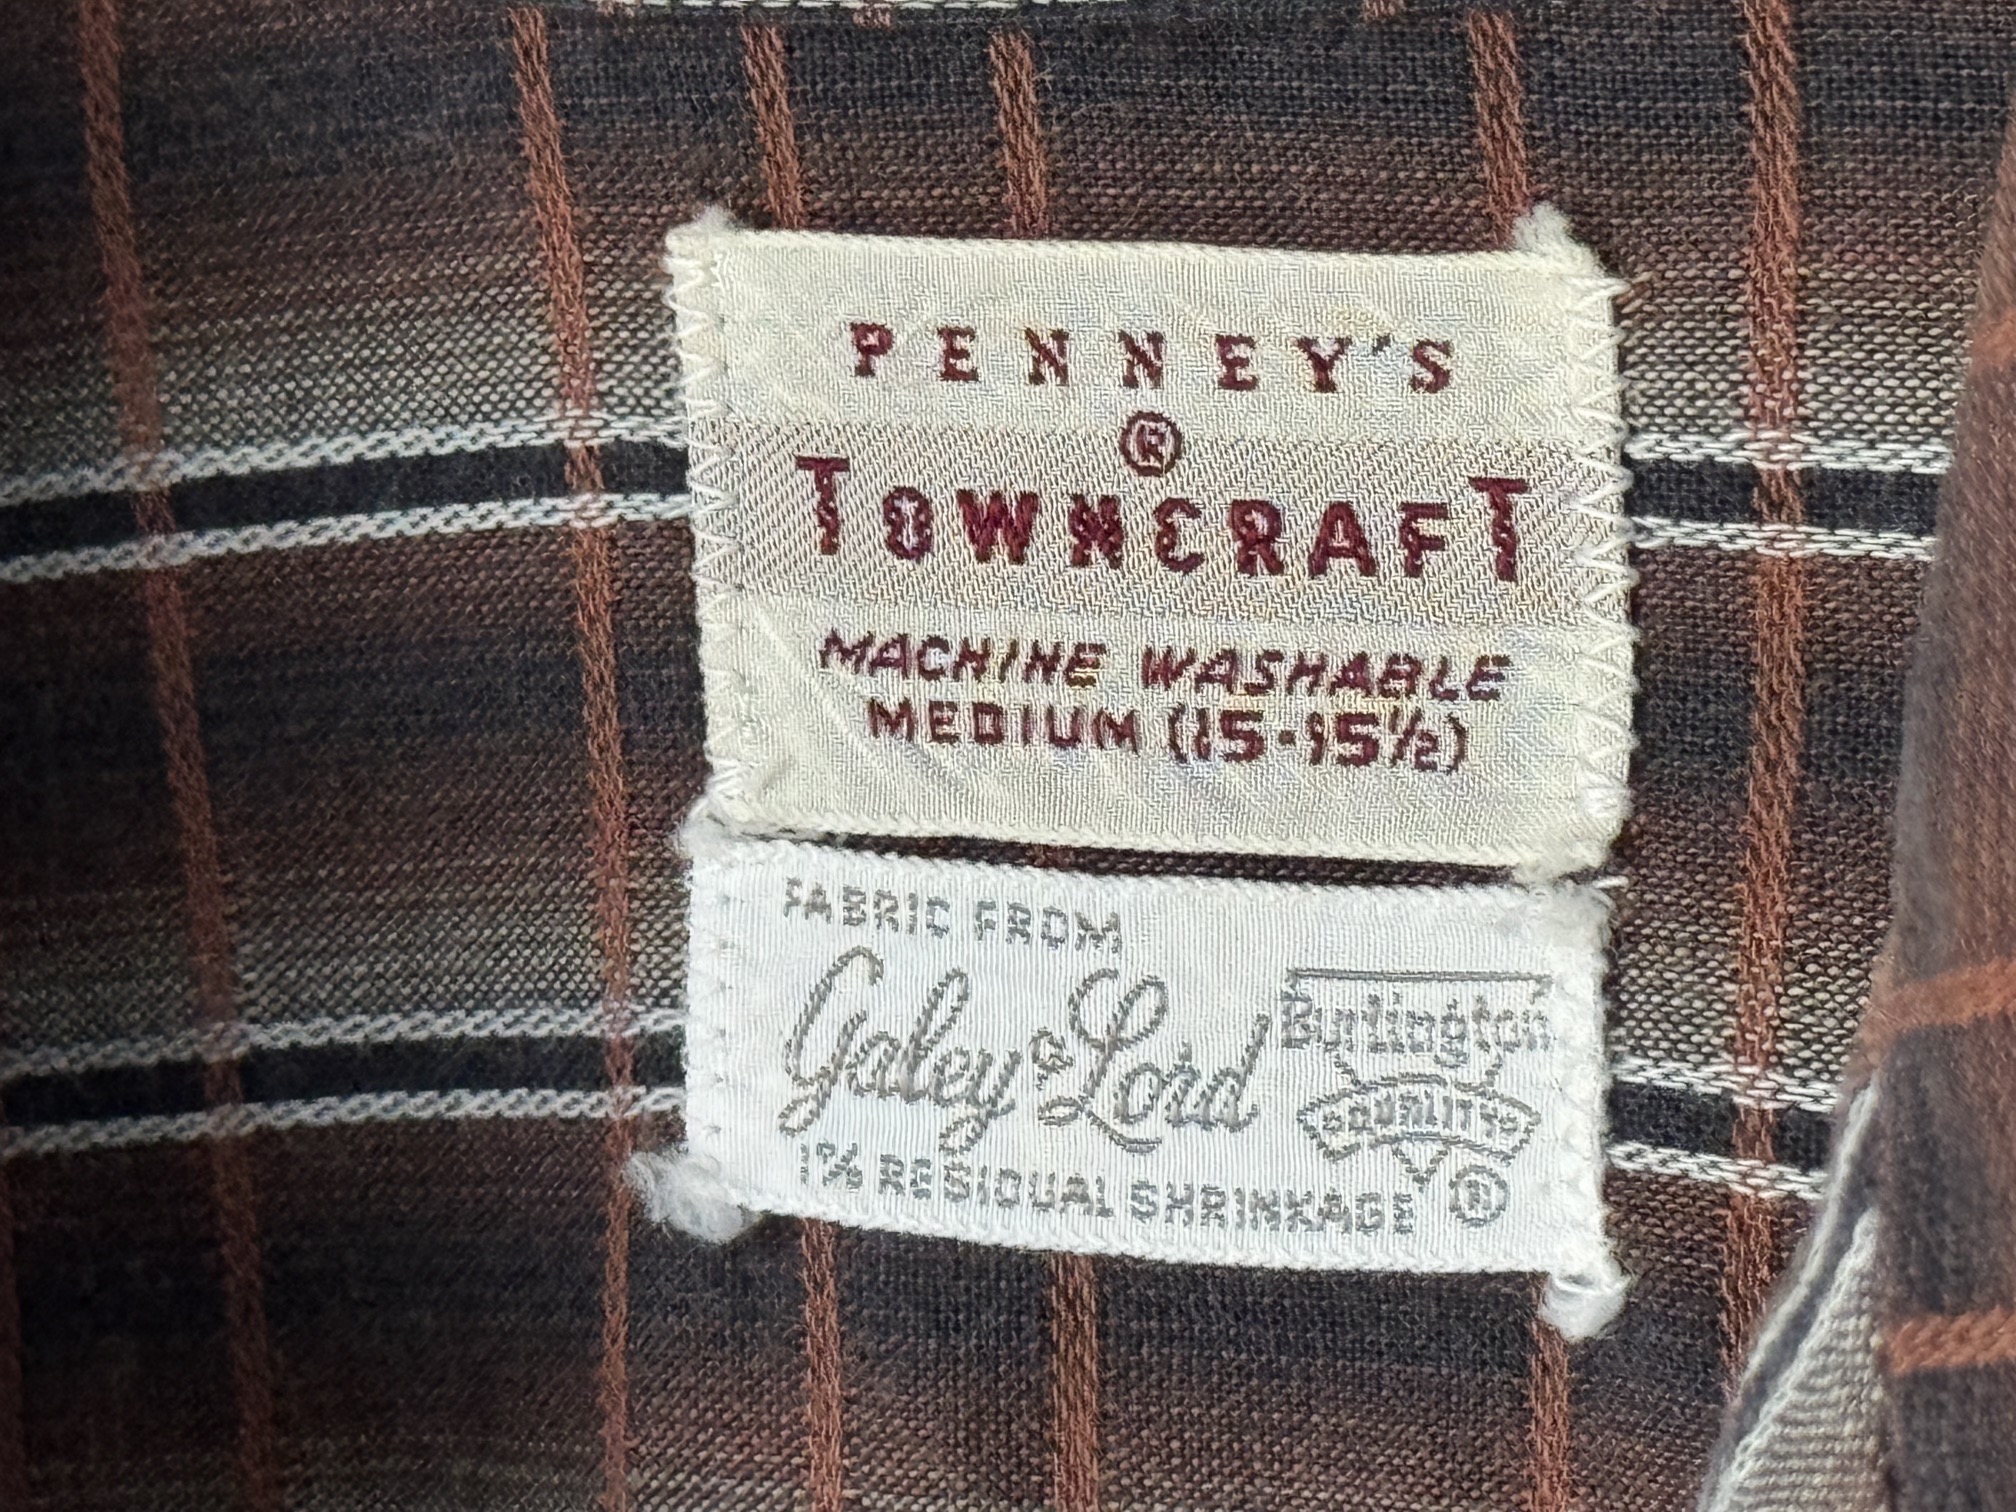 PENNEY'S
®
TOWNCRAFT
MACHINE WASHABLE
MEDIUM (15-15½)
FABRIC FROM
Galey & Lord
Burlington
QUALITY
1% RESIDUAL SHRINKAGE ®